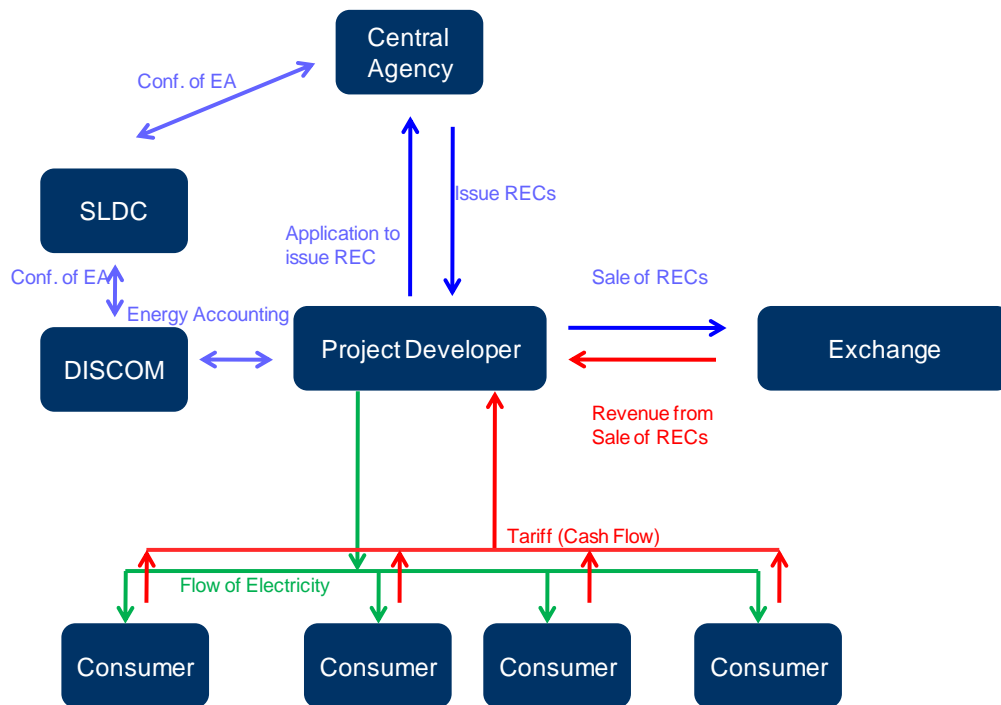 Central
Agency
Conf. of EA
SLDC
Issue RECs
Application to
issue REC
Conf. of EA
Sale of RECs
Energy Accounting
DISCOM
Project Developer
Exchange
Revenue from
Sale of RECs
Tariff (Cash Flow)
Flow of Electricity
Consumer
Consumer
Consumer
Consumer